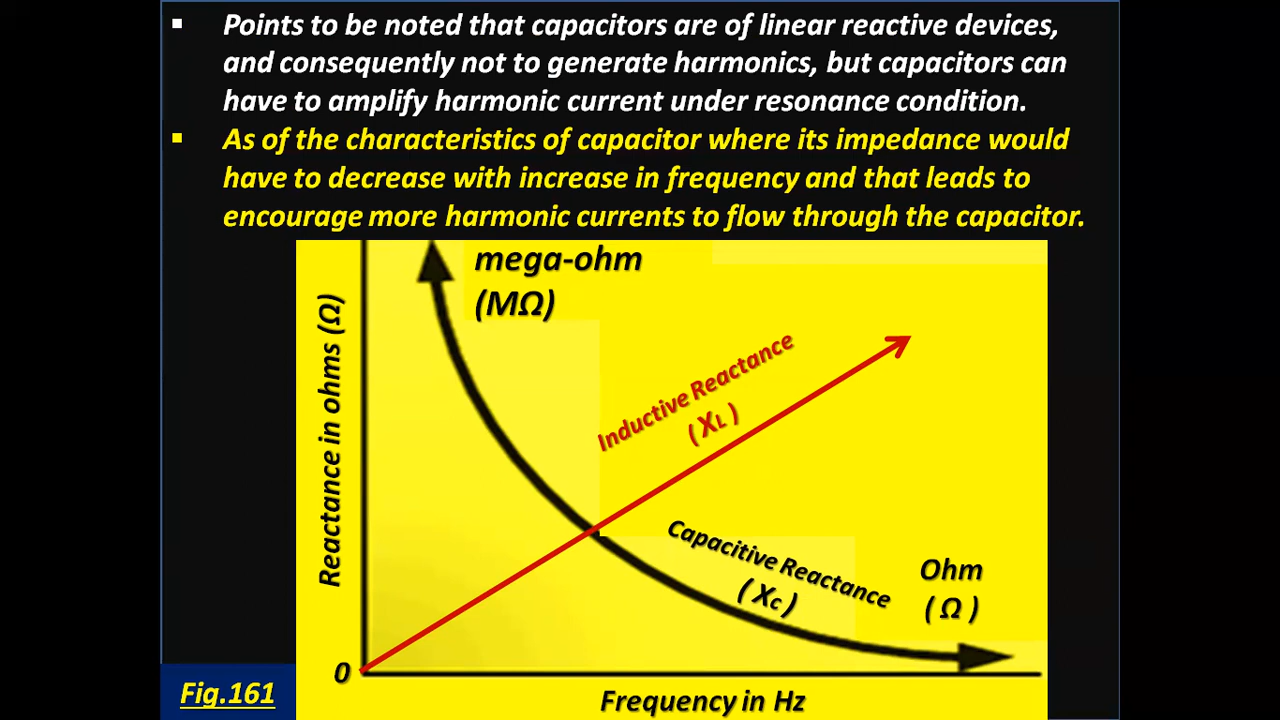 ▪ Points to be noted that capacitors are of linear reactive devices,
and consequently not to generate harmonics, but capacitors can
have to amplify harmonic current under resonance condition.
▪ As of the characteristics of capacitor where its impedance would
have to decrease with increase in frequency and that leads to
encourage more harmonic currents to flow through the capacitor.
mega-ohm
(MΩ)
Reactance in ohms (Ω)
Inductive Reactance
(XL)
Capacitive Reactance
(Xc)
Ohm
(Ω)
0
Frequency in Hz
Fig.161